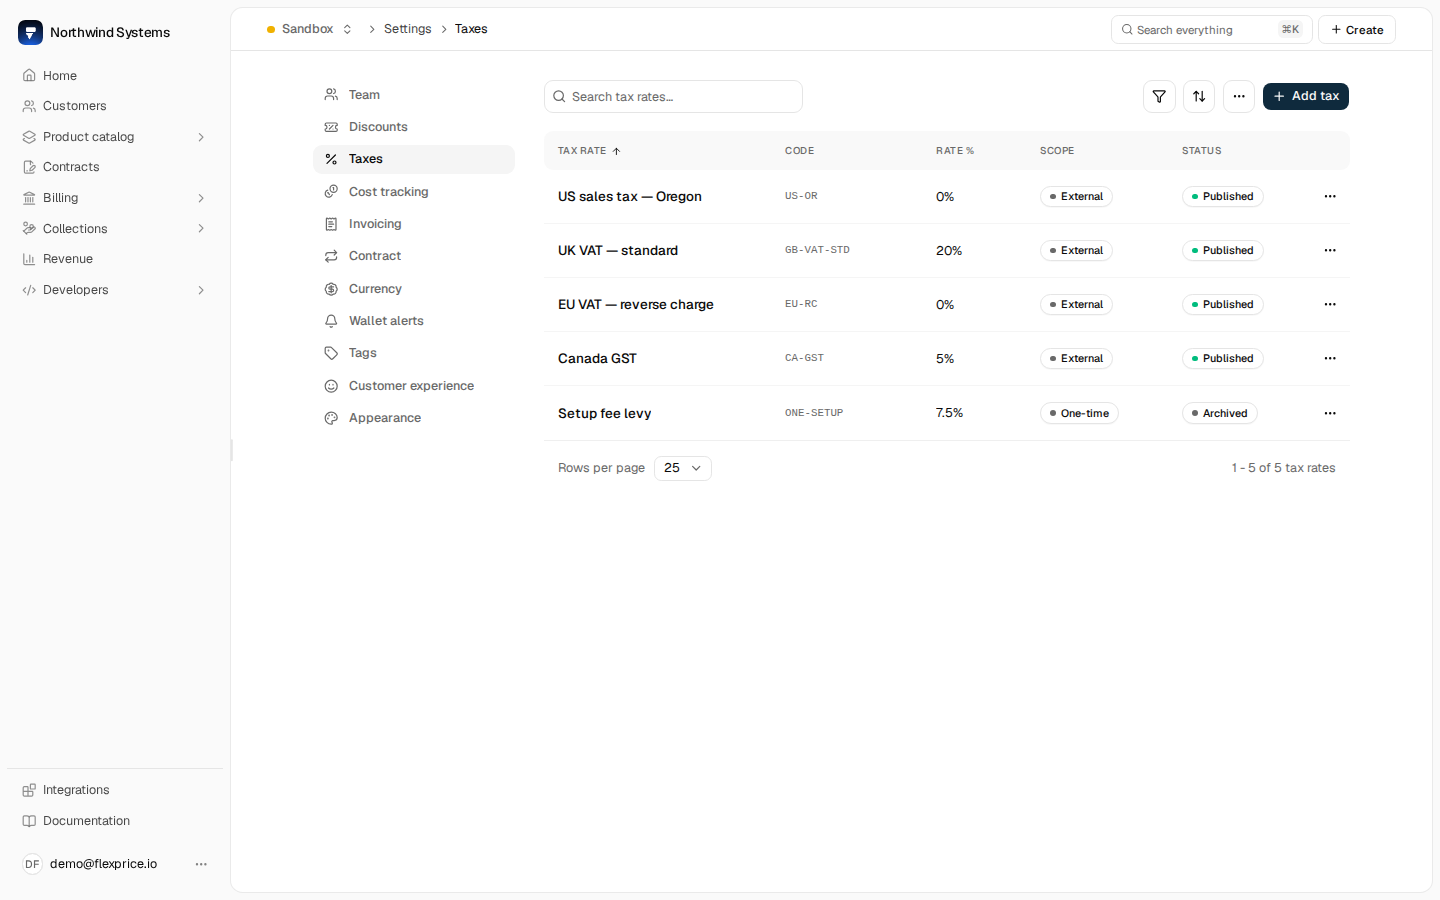 Northwind Systems
Home
Customers
Product catalog
Contracts
Billing
Collections
Revenue
Developers
Integrations
Documentation
DF demo@flexprice.io
Sandbox Settings Taxes
Search everything ⌘K
Create
Team
Discounts
Taxes
Cost tracking
Invoicing
Contract
Currency
Wallet alerts
Tags
Customer experience
Appearance
Search tax rates...
Add tax
TAX RATE CODE RATE % SCOPE STATUS
US sales tax — Oregon US-OR 0% External Published
UK VAT — standard GB-VAT-STD 20% External Published
EU VAT — reverse charge EU-RC 0% External Published
Canada GST CA-GST 5% External Published
Setup fee levy ONE-SETUP 7.5% One-time Archived
Rows per page 25 1 - 5 of 5 tax rates